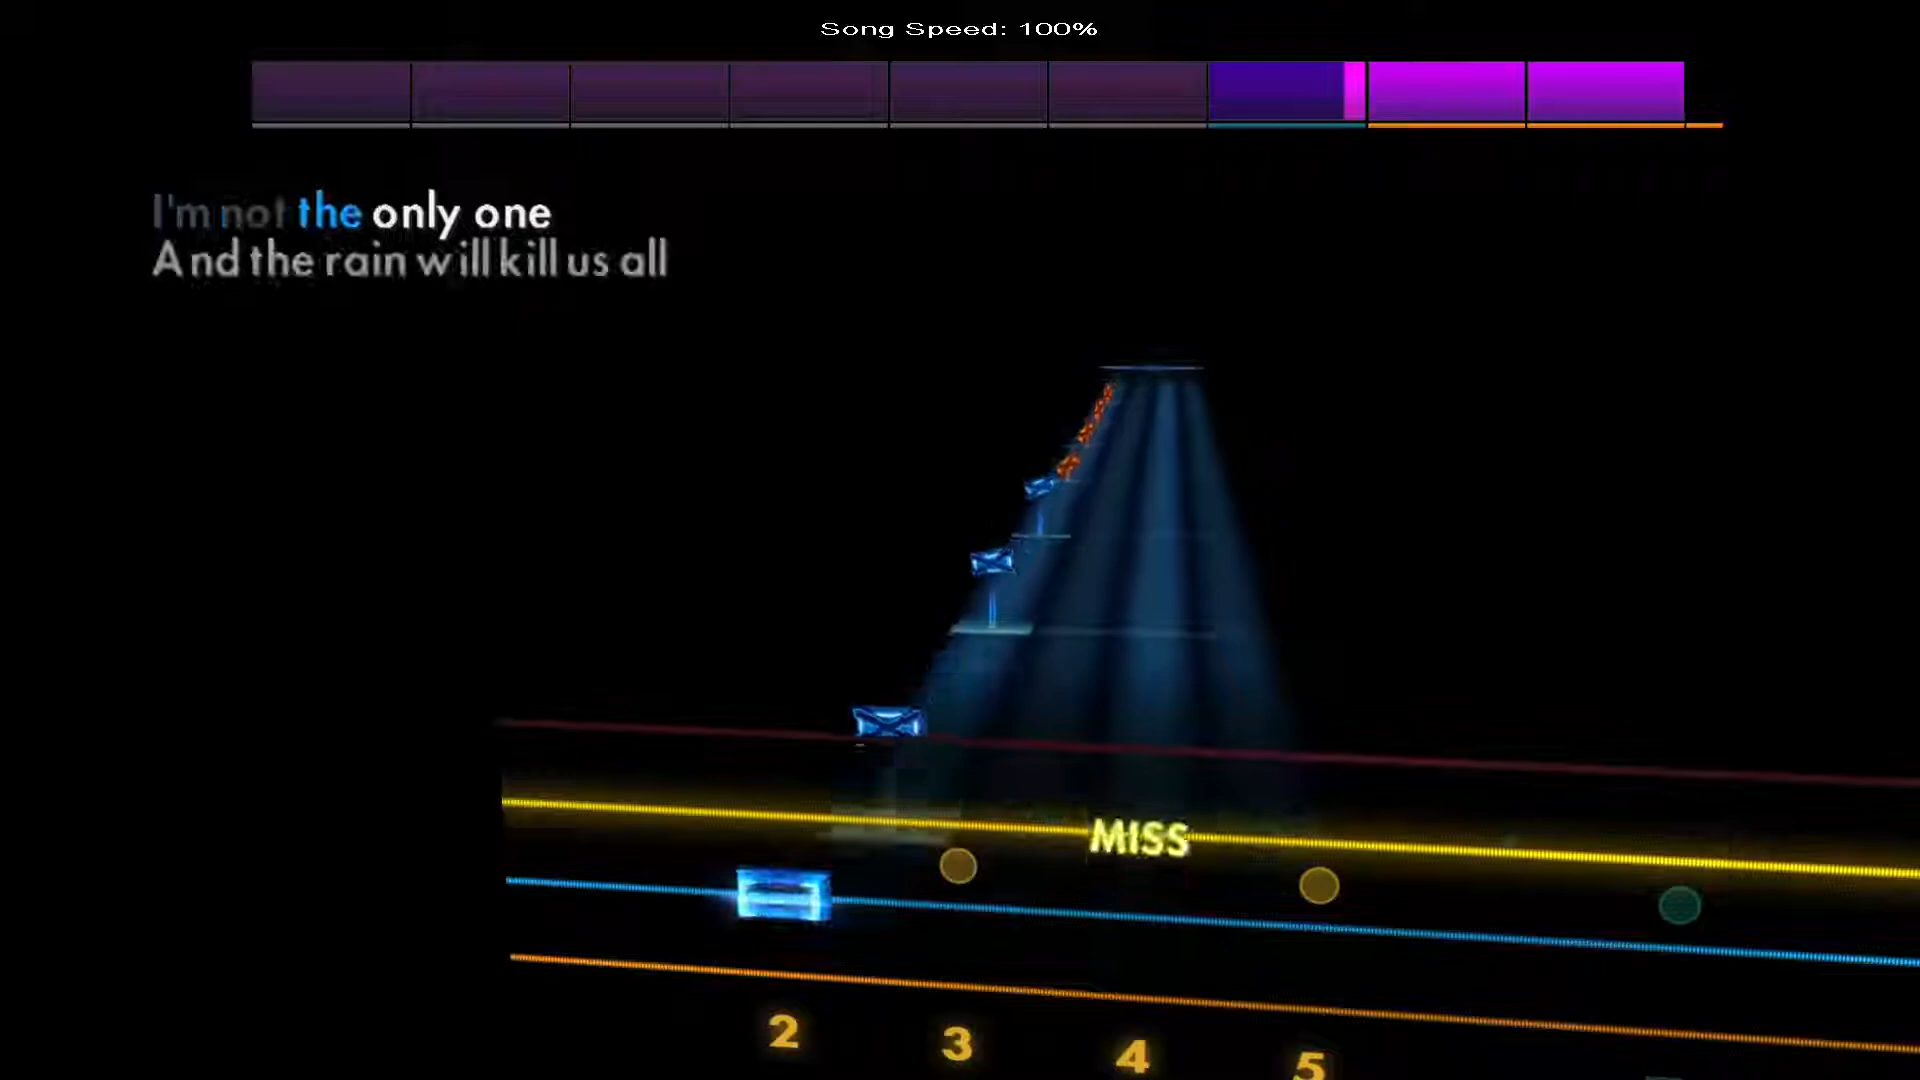 Song Speed: 100%
I'm not the only one
And the rain will kill us all
MISS
2 3 4 5